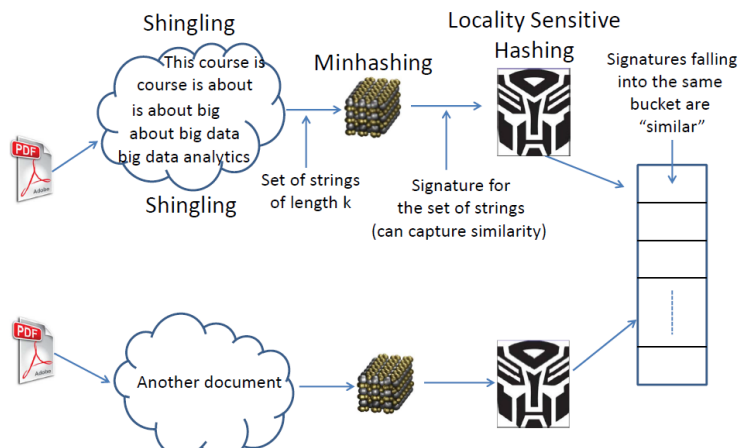 Shingling
This course is
course is about
is about big
about big data
big data analytics
Shingling
Minhashing
Set of strings
of length k
Locality Sensitive
Hashing
Signature for
the set of strings
(can capture similarity)
Signatures falling
into the same
bucket are
“similar”
PDF
Adobe
PDF
Adobe
Another document